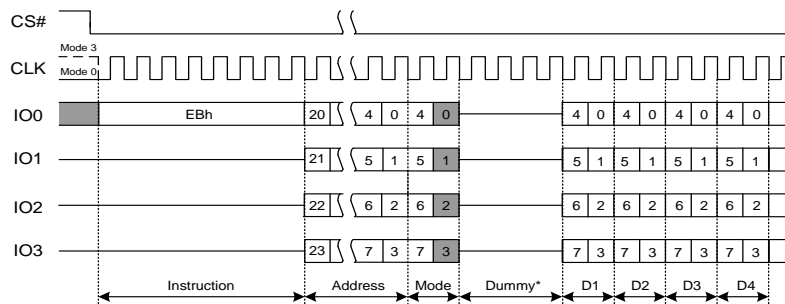 CS#
Mode 3
CLK
Mode 0
IO0 EBh 20 4 0 4 0 4 0 4 0 4 0 4 0
IO1 21 5 1 5 1 5 1 5 1 5 1 5 1
IO2 22 6 2 6 2 6 2 6 2 6 2 6 2
IO3 23 7 3 7 3 7 3 7 3 7 3 7 3
Instruction Address Mode Dummy* D1 D2 D3 D4